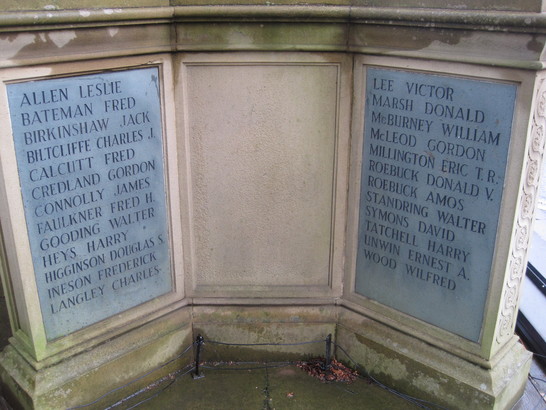 ALLEN LESLIE
BATEMAN FRED
BIRKINSHAW JACK
BILTCLIFFE CHARLES J.
CALCUTT FRED
CREDLAND GORDON
CONNOLLY JAMES
FAULKNER FRED H.
GOODING WALTER
HEYS HARRY
HIGGINSON DOUGLAS S.
INESON FREDERICK
LANGLEY CHARLES
LEE VICTOR
MARSH DONALD
McBURNEY WILLIAM
McLEOD GORDON
MILLINGTON ERIC T.R.
ROEBUCK DONALD V.
ROEBUCK AMOS
STANDRING WALTER
SYMONS DAVID
TATCHELL HARRY
UNWIN ERNEST A.
WOOD WILFRED